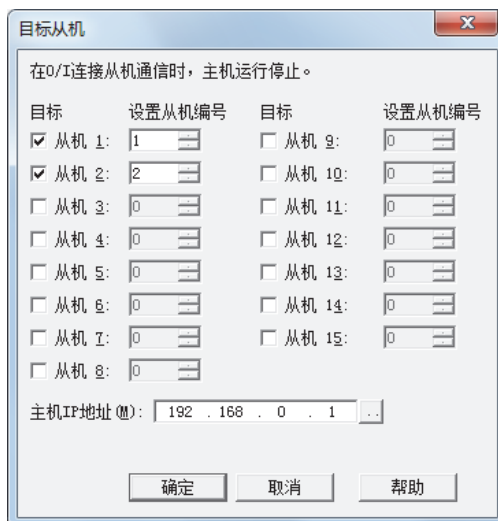 目标从机
在O/I连接从机通信时，主机运行停止。
目标 设置从机编号 目标 设置从机编号
从机 1: 1 从机 9: 0
从机 2: 2 从机 10: 0
从机 3: 0 从机 11: 0
从机 4: 0 从机 12: 0
从机 5: 0 从机 13: 0
从机 6: 0 从机 14: 0
从机 7: 0 从机 15: 0
从机 8: 0
主机IP地址(M): 192 . 168 . 0 . 1 ..
确定 取消 帮助